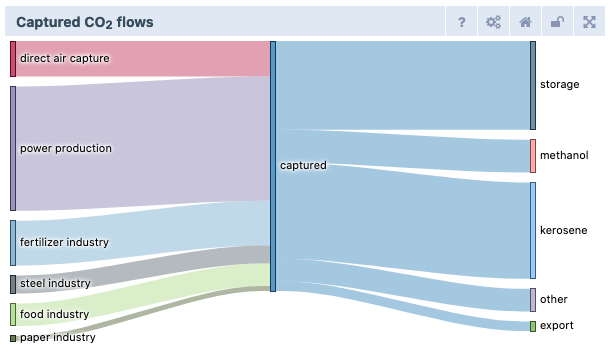 Captured CO₂ flows ?
direct air capture
storage
power production
methanol
captured
kerosene
fertilizer industry
steel industry
other
food industry
export
paper industry